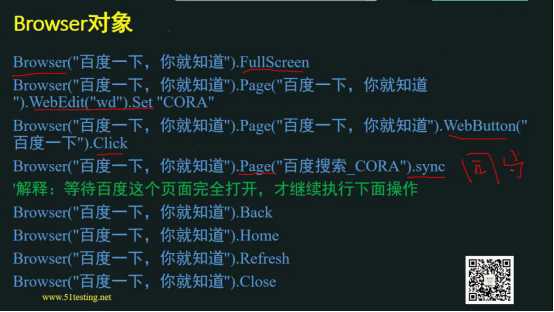 Browser对象
Browser("百度一下，你就知道").FullScreen
Browser("百度一下，你就知道").Page("百度一下，你就知道
").WebEdit("wd").Set "CORA"
Browser("百度一下，你就知道").Page("百度一下，你就知道").WebButton("
百度一下").Click
Browser("百度一下，你就知道").Page("百度搜索_CORA").sync
'解释：等待百度这个页面完全打开，才继续执行下面操作
Browser("百度一下，你就知道").Back
Browser("百度一下，你就知道").Home
Browser("百度一下，你就知道").Refresh
Browser("百度一下，你就知道").Close
www.51testing.net